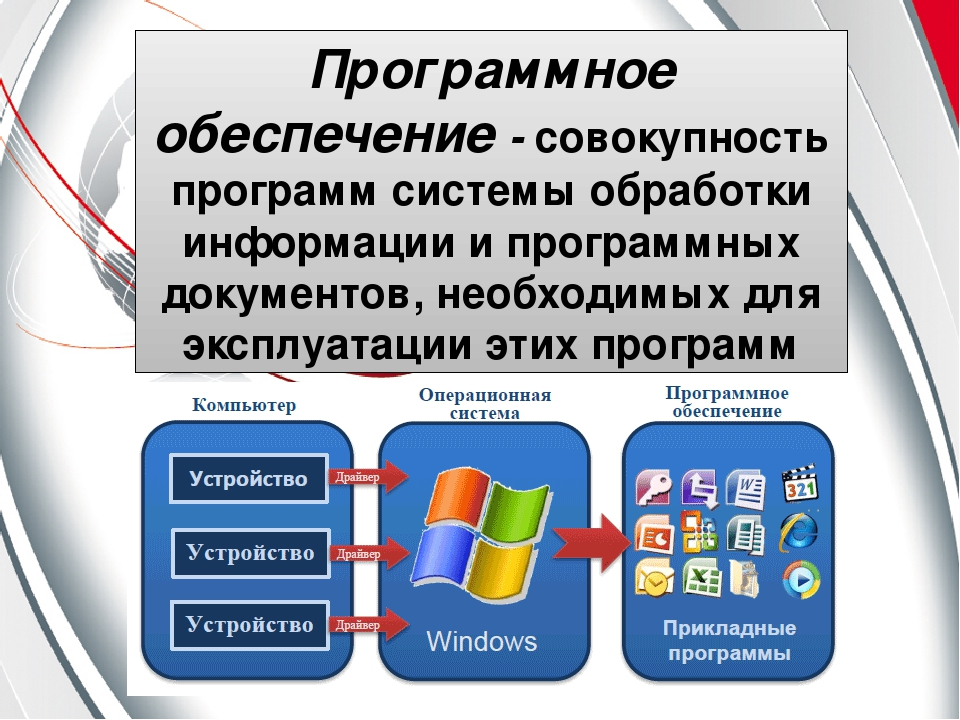 Программное
обеспечение - совокупность
программ системы обработки
информации и программных
документов, необходимых для
эксплуатации этих программ
Компьютер
Операционная
система
Программное
обеспечение
Устройство
Драйвер
Устройство
Драйвер
Устройство
Драйвер
Windows
321
Прикладные
программы